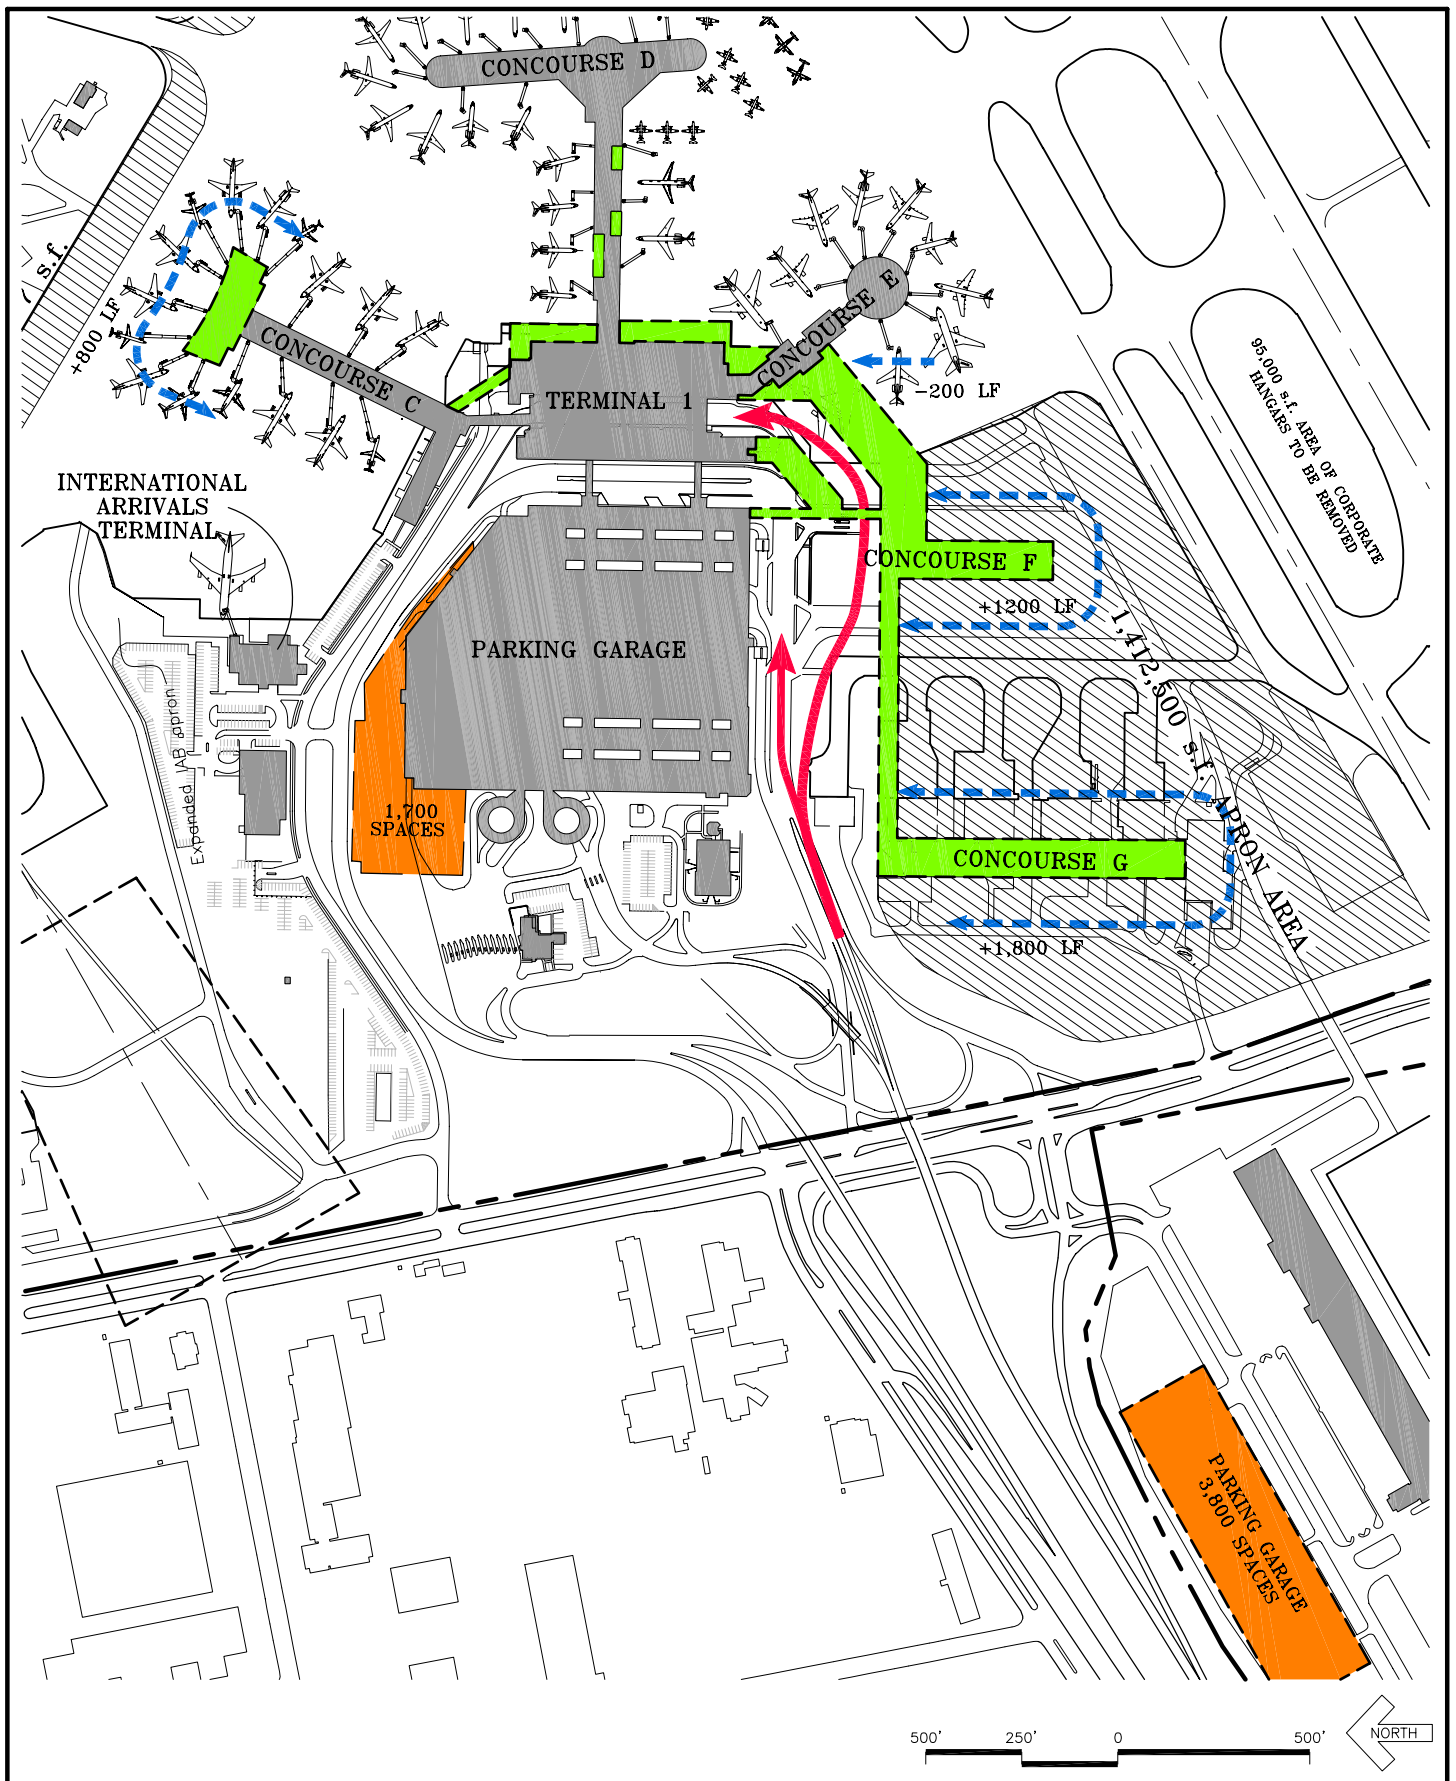 CONCOURSE D
s.f.
+800 LF
CONCOURSE C
CONCOURSE E
TERMINAL 1
-200 LF
95,000 s.f. AREA OF CORPORATE
HANGARS TO BE REMOVED
INTERNATIONAL
ARRIVALS
TERMINAL
CONCOURSE F
+1200 LF
PARKING GARAGE
1,412,500 s.f. APRON AREA
Expanded IAB apron
1,700
SPACES
CONCOURSE G
+1,800 LF
PARKING GARAGE
3,800 SPACES
500'
250'
0
500'
NORTH